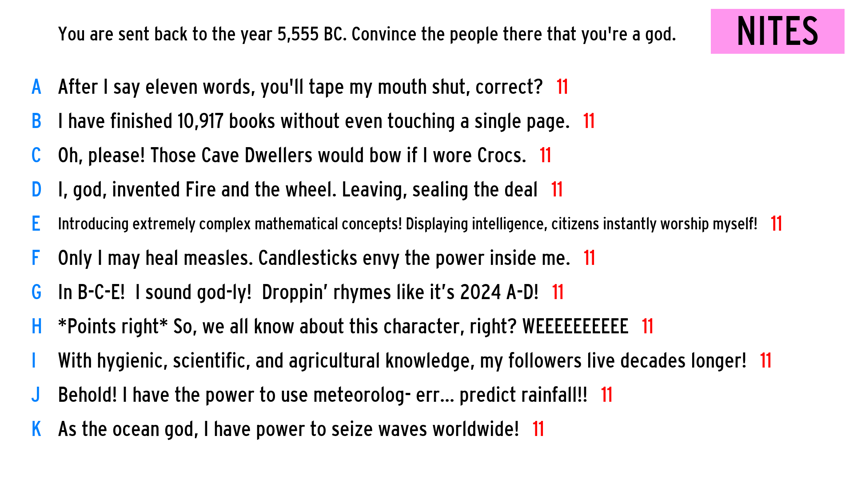 You are sent back to the year 5,555 BC. Convince the people there that you're a god.
NITES
A After I say eleven words, you'll tape my mouth shut, correct? 11
B I have finished 10,917 books without even touching a single page. 11
C Oh, please! Those Cave Dwellers would bow if I wore Crocs. 11
D I, god, invented Fire and the wheel. Leaving, sealing the deal 11
E Introducing extremely complex mathematical concepts! Displaying intelligence, citizens instantly worship myself! 11
F Only I may heal measles. Candlesticks envy the power inside me. 11
G In B-C-E!  I sound god-ly!  Droppin’ rhymes like it’s 2024 A-D! 11
H *Points right* So, we all know about this character, right? WEEEEEEEEEE 11
I With hygienic, scientific, and agricultural knowledge, my followers live decades longer! 11
J Behold! I have the power to use meteorolog- err... predict rainfall!! 11
K As the ocean god, I have power to seize waves worldwide! 11